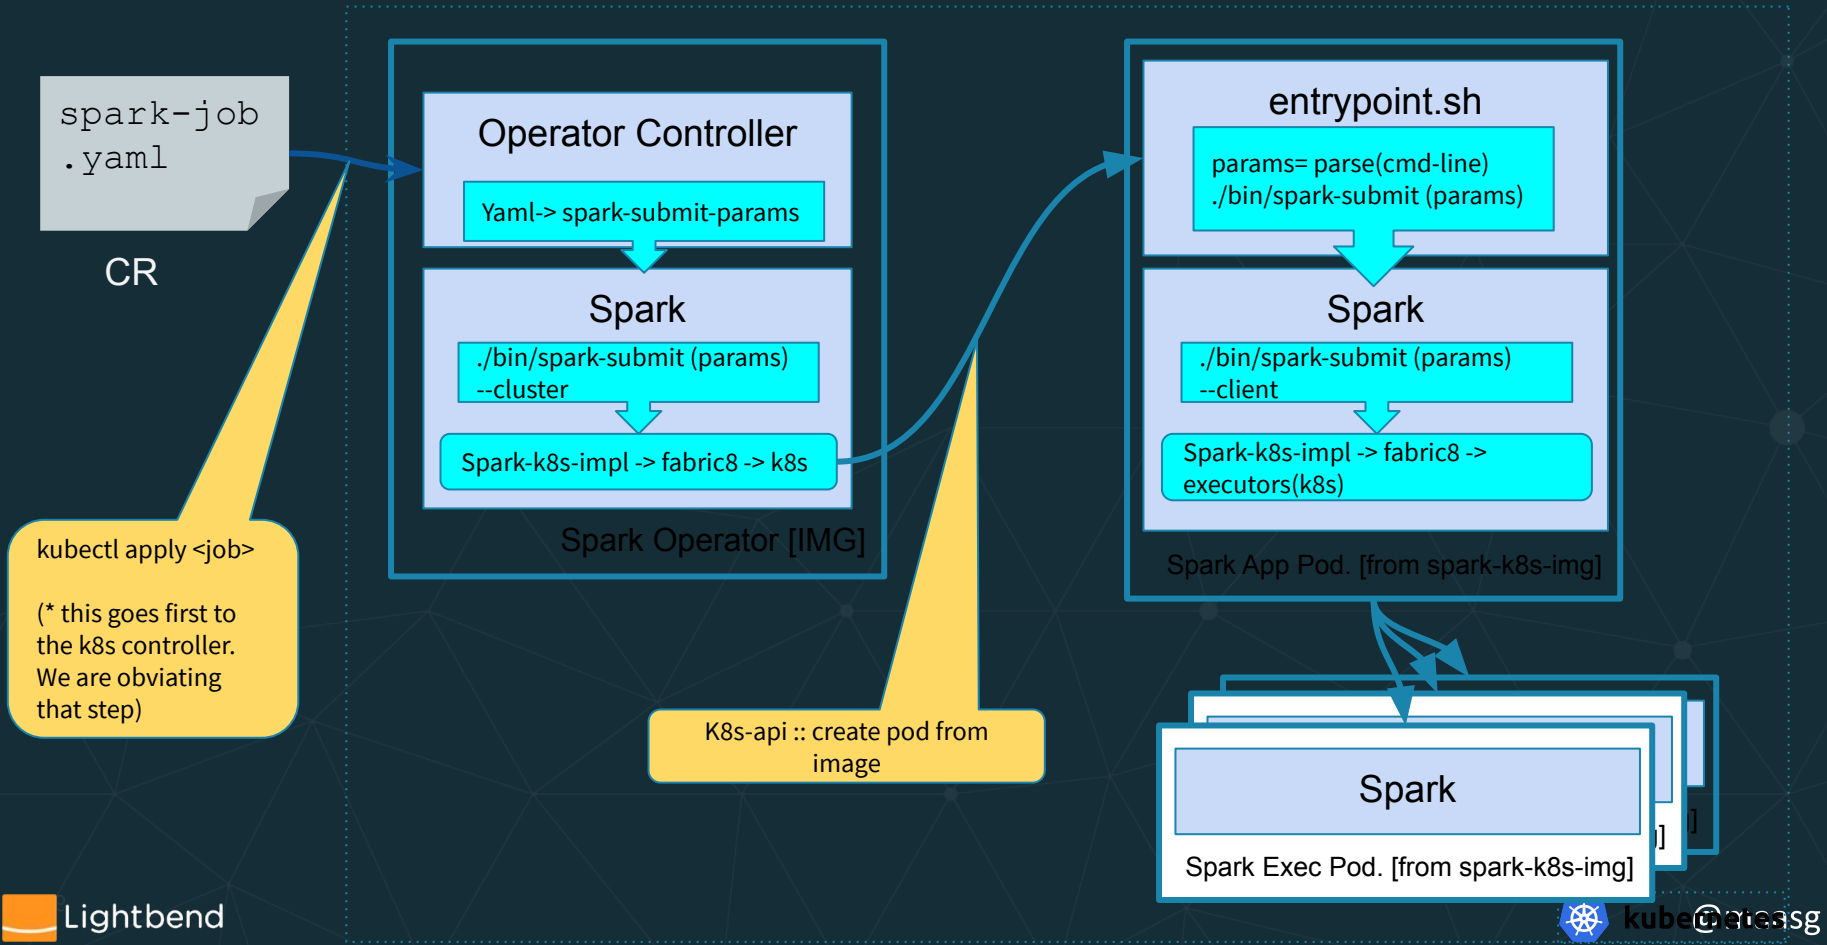 spark-job
.yaml
CR
Operator Controller
Yaml-> spark-submit-params
Spark
./bin/spark-submit (params)
--cluster
Spark-k8s-impl -> fabric8 -> k8s
Spark Operator [IMG]
entrypoint.sh
params= parse(cmd-line)
./bin/spark-submit (params)
Spark
./bin/spark-submit (params)
--client
Spark-k8s-impl -> fabric8 ->
executors(k8s)
Spark App Pod. [from spark-k8s-img]
kubectl apply <job>
(* this goes first to
the k8s controller.
We are obviating
that step)
K8s-api :: create pod from
image
Spark
Spark Exec Pod. [from spark-k8s-img]
g]
g]
Lightbend
kubernetes